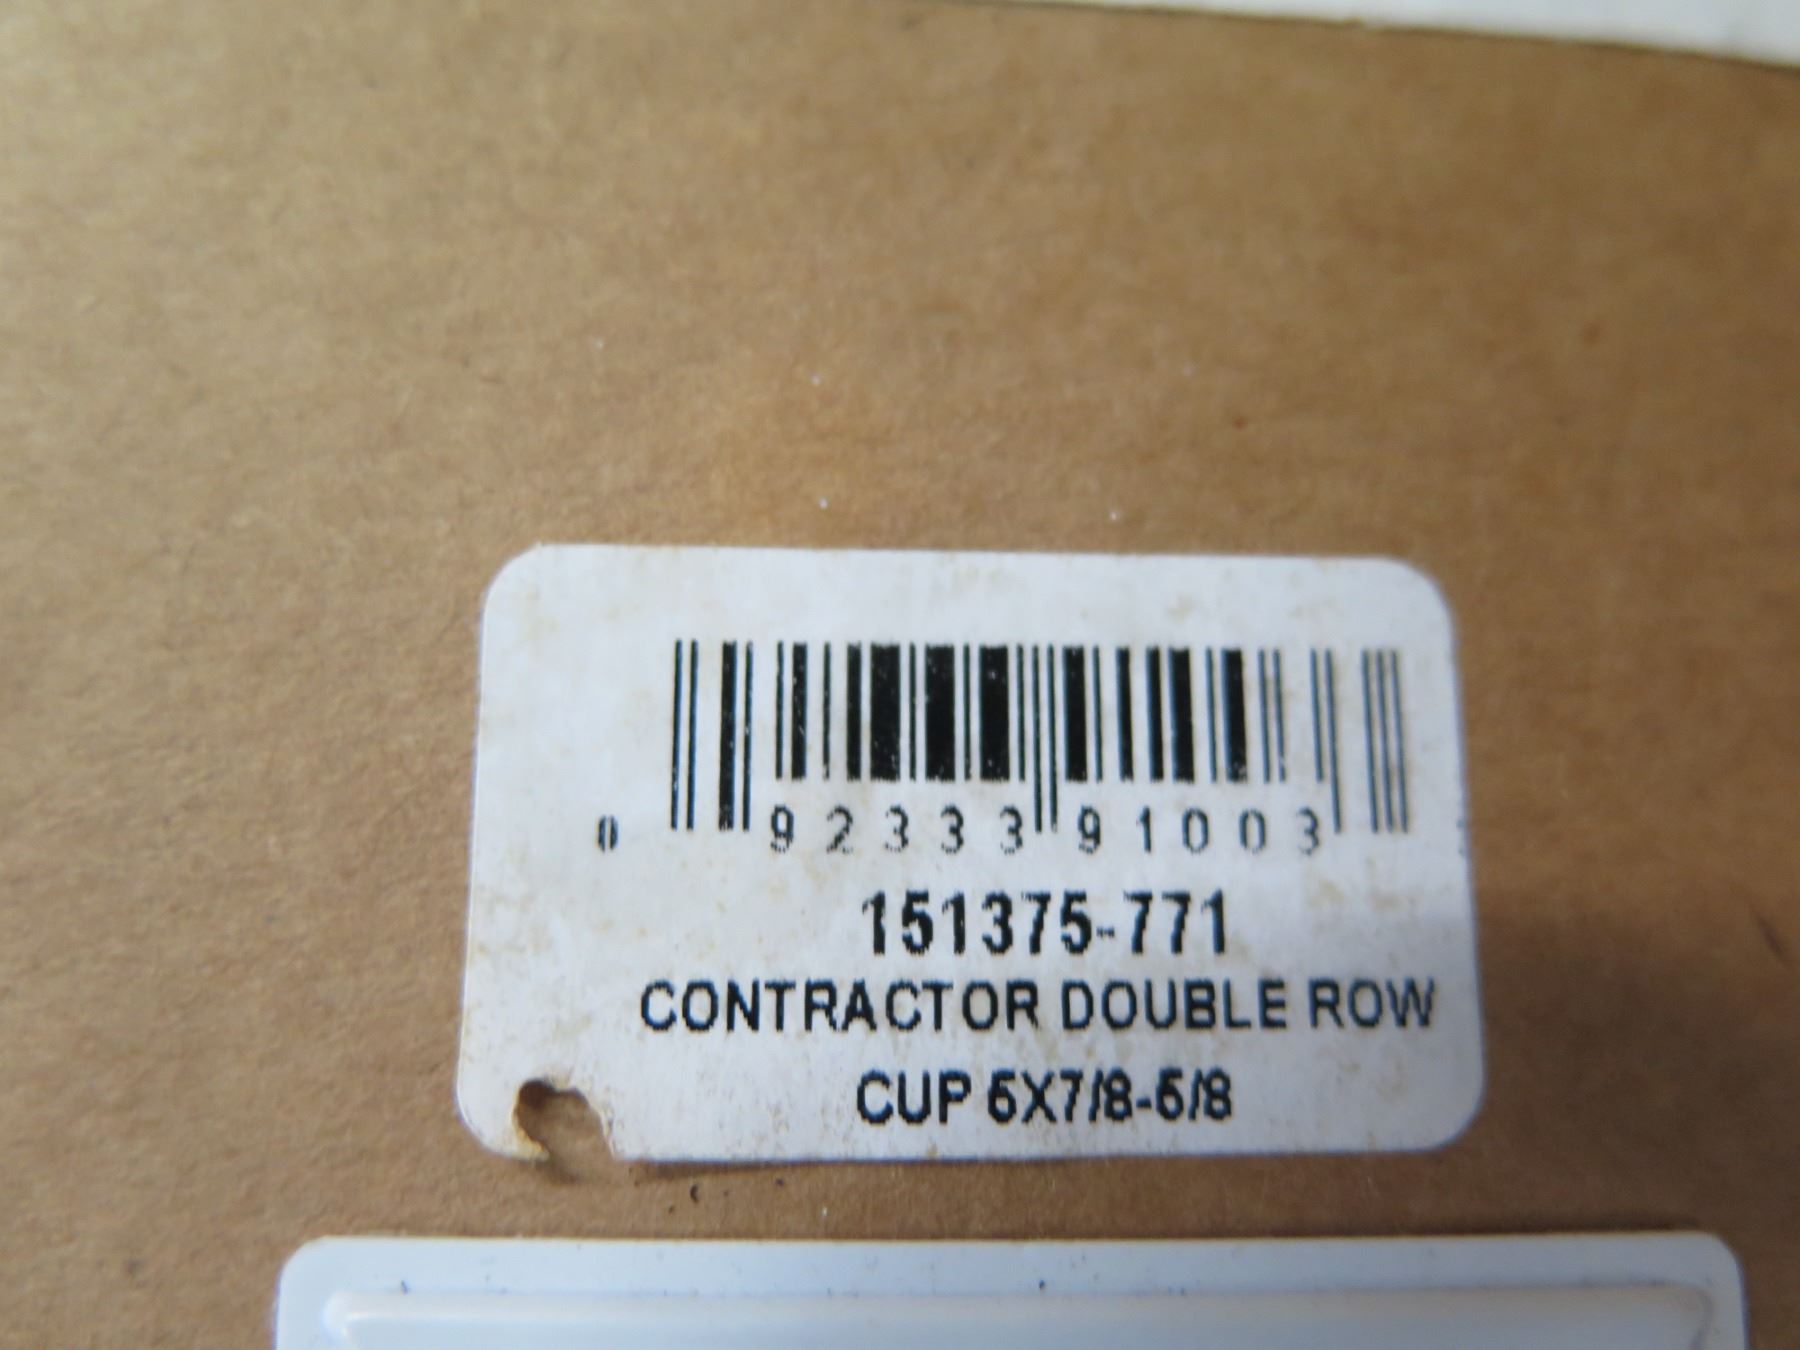 0 92333 91003
151375-771
CONTRACTOR DOUBLE ROW
CUP 5X7/8-5/8